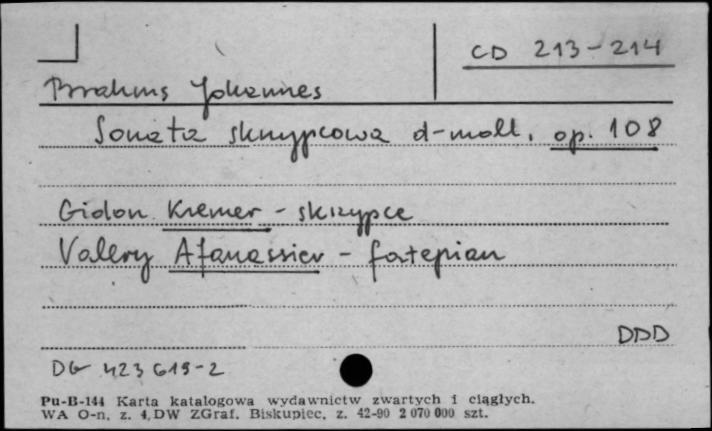 CD 213-214
Brahms Johannes
Sonata skrzypcowa d-moll, op. 108
Gidon Kremer - skrzypce
Valery Afanassiev - fortepian
DDD
DG 423 619-2
Pu-B-144 Karta katalogowa wydawnictw zwartych i ciągłych.
WA O-n. z. 4. DW ZGraf. Biskupiec. z. 42-90 2 070 000 szt.